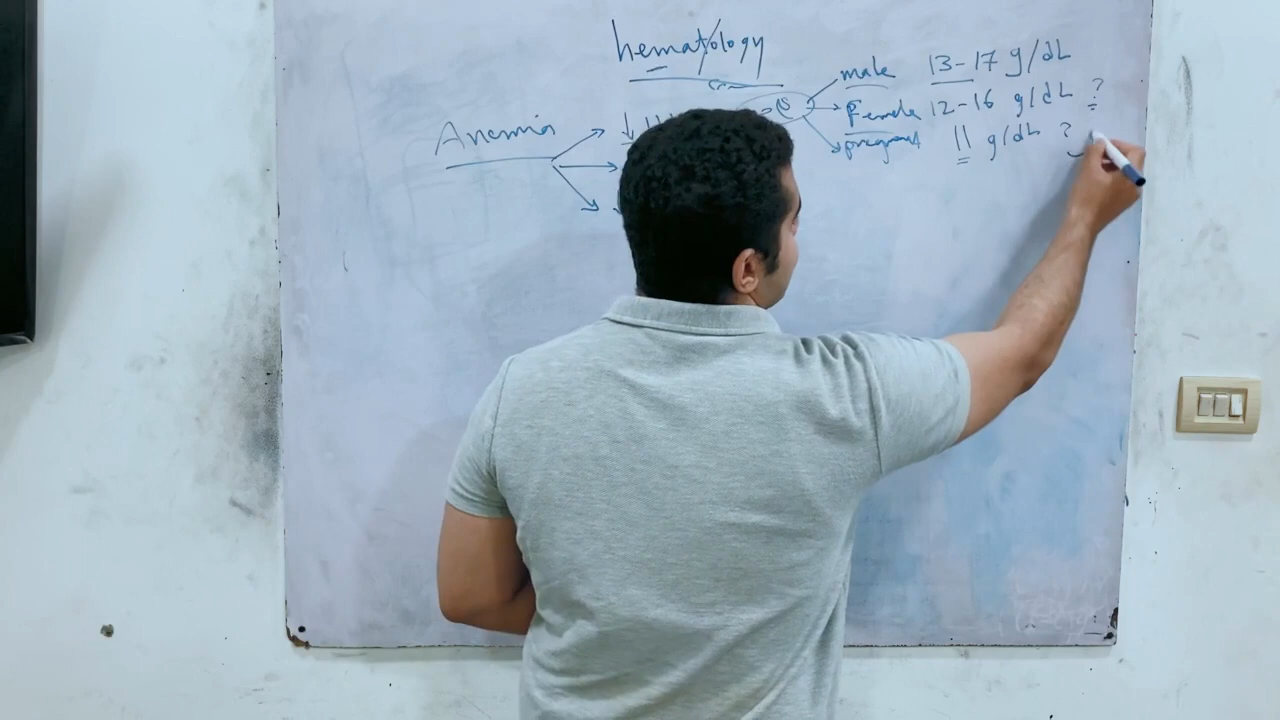 hematology
male 13-17 g/dL
Anemia
Female 12-16 g/dL ?
pregnant 11 g/dL ?